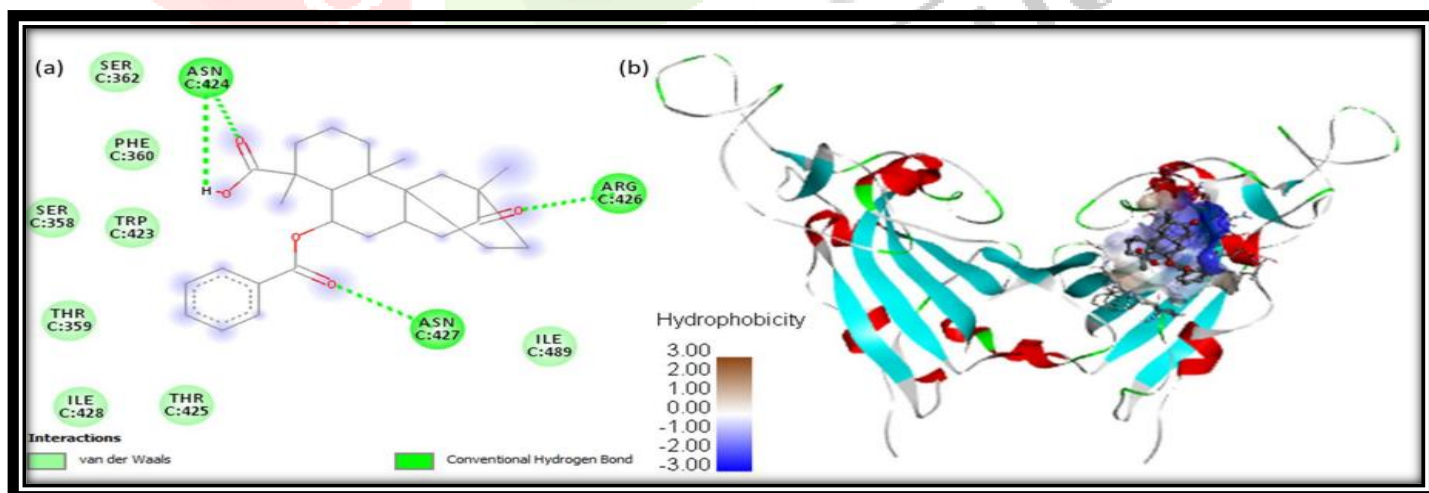 (a)
SER
C:362
ASN
C:424
PHE
C:360
SER
C:358
TRP
C:423
H
O
O
O
O
O
ARG
C:426
THR
C:359
ASN
C:427
ILE
C:489
ILE
C:428
THR
C:425
Interactions
van der Waals
Conventional Hydrogen Bond
(b)
Hydrophobicity
3.00
2.00
1.00
0.00
-1.00
-2.00
-3.00